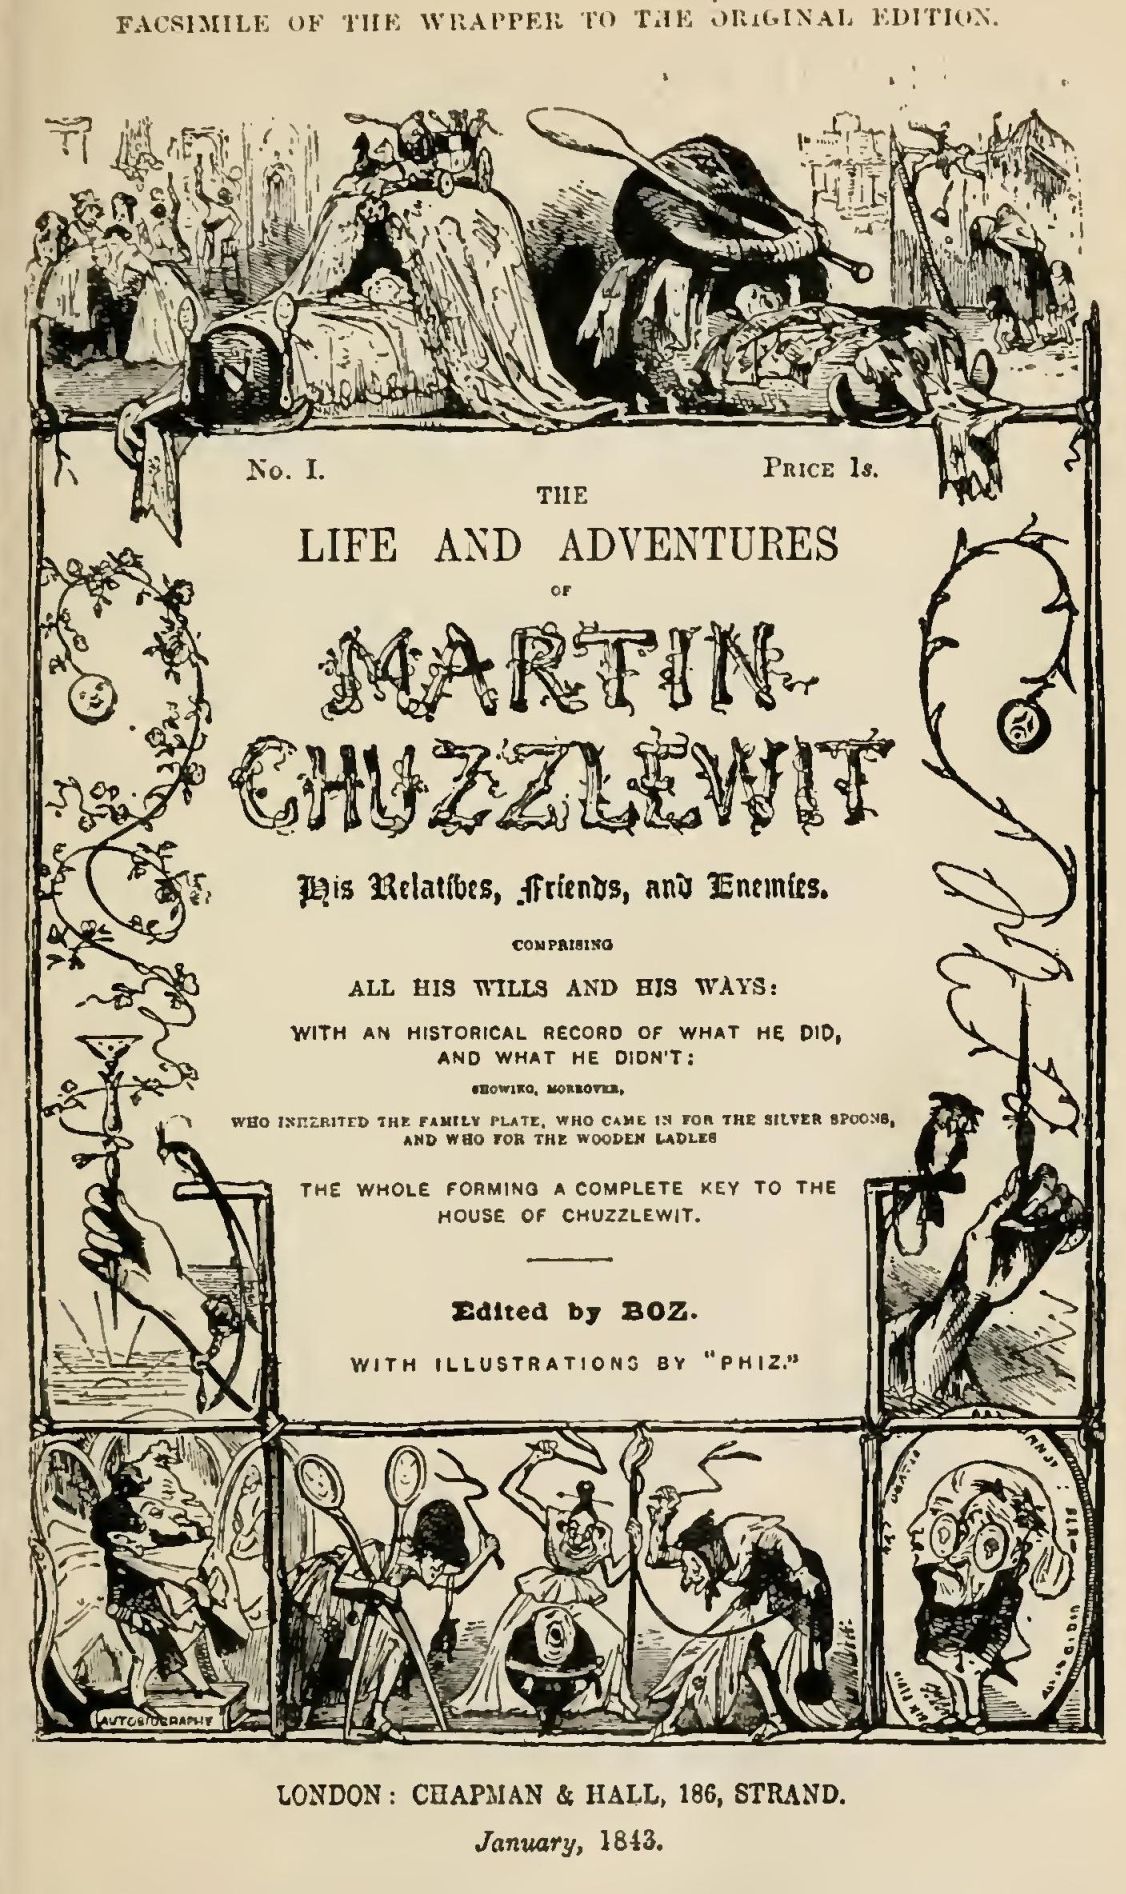 FACSIMILE OF THE WRAPPER TO THE ORIGINAL EDITION.
No. I.
PRICE 1s.
THE
LIFE AND ADVENTURES
OF
MARTIN
CHUZZLEWIT
His Relatives, Friends, and Enemies.
COMPRISING
ALL HIS WILLS AND HIS WAYS:
WITH AN HISTORICAL RECORD OF WHAT HE DID,
AND WHAT HE DIDN'T:
SHOWING, MOREOVER,
WHO INHERITED THE FAMILY PLATE, WHO CAME IN FOR THE SILVER SPOONS,
AND WHO FOR THE WOODEN LADLES
THE WHOLE FORMING A COMPLETE KEY TO THE
HOUSE OF CHUZZLEWIT.
Edited by BOZ.
WITH ILLUSTRATIONS BY "PHIZ."
AUTOBIOGRAPHY
LONDON: CHAPMAN & HALL, 186, STRAND.
January, 1843.